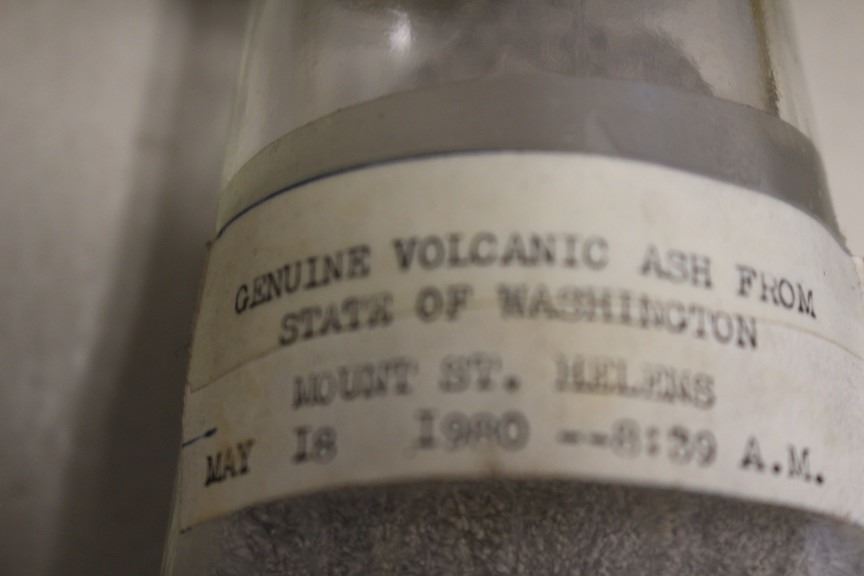 GENUINE VOLCANIC ASH FROM
STATE OF WASHINGTON
MOUNT ST. HELENS
MAY 18 1980 --8:39 A.M.